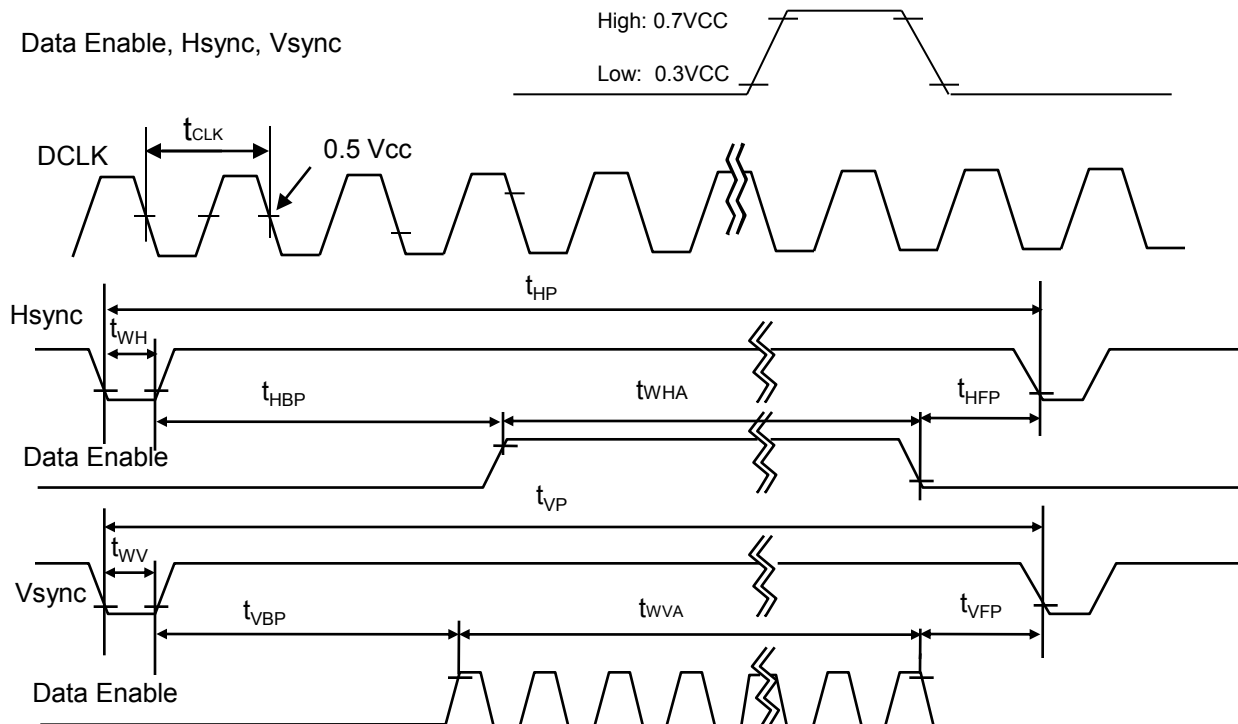 High: 0.7VCC
Data Enable, Hsync, Vsync
Low: 0.3VCC
tCLK
DCLK
0.5 Vcc
tHP
Hsync
tWH
tHBP
tWHA
tHFP
Data Enable
tVP
tWV
Vsync
tVBP
tWVA
tVFP
Data Enable